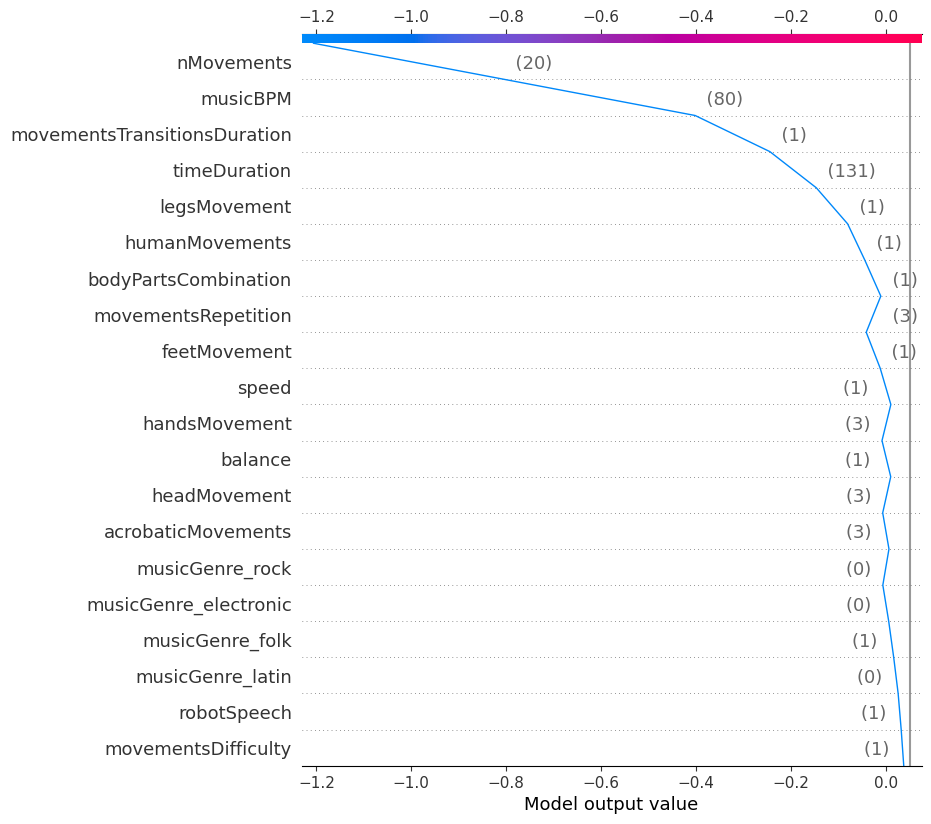 −1.2 −1.0 −0.8 −0.6 −0.4 −0.2 0.0
nMovements (20)
musicBPM (80)
movementsTransitionsDuration (1)
timeDuration (131)
legsMovement (1)
humanMovements (1)
bodyPartsCombination (1)
movementsRepetition (3)
feetMovement (1)
speed (1)
handsMovement (3)
balance (1)
headMovement (3)
acrobaticMovements (3)
musicGenre_rock (0)
musicGenre_electronic (0)
musicGenre_folk (1)
musicGenre_latin (0)
robotSpeech (1)
movementsDifficulty (1)
−1.2 −1.0 −0.8 −0.6 −0.4 −0.2 0.0
Model output value